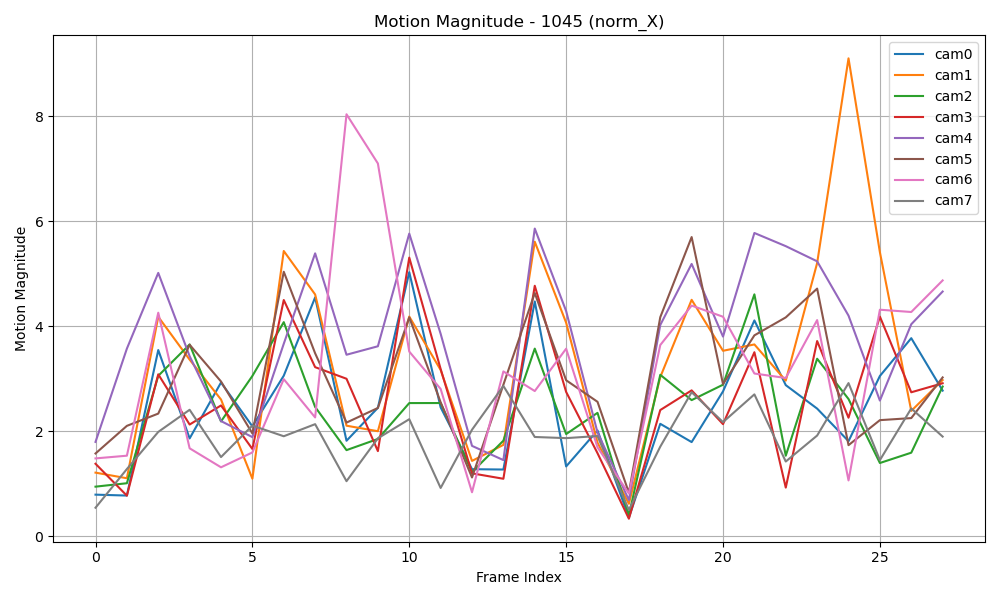 Motion Magnitude - 1045 (norm_X)
Motion Magnitude
8
6
4
2
0
0 5 10 15 20 25
Frame Index
cam0
cam1
cam2
cam3
cam4
cam5
cam6
cam7